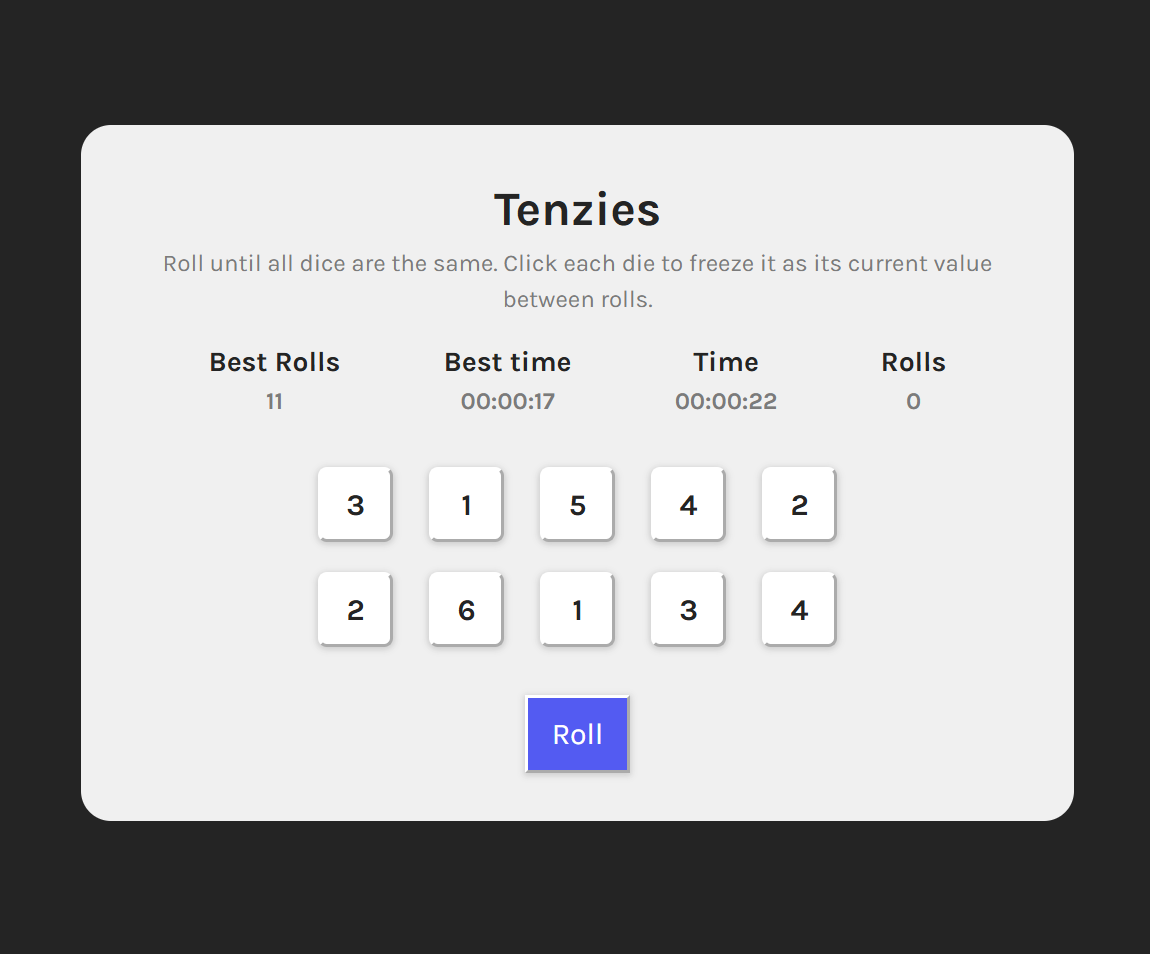 Tenzies
Roll until all dice are the same. Click each die to freeze it as its current value
between rolls.
Best Rolls Best time Time Rolls
11 00:00:17 00:00:22 0
3 1 5 4 2
2 6 1 3 4
Roll